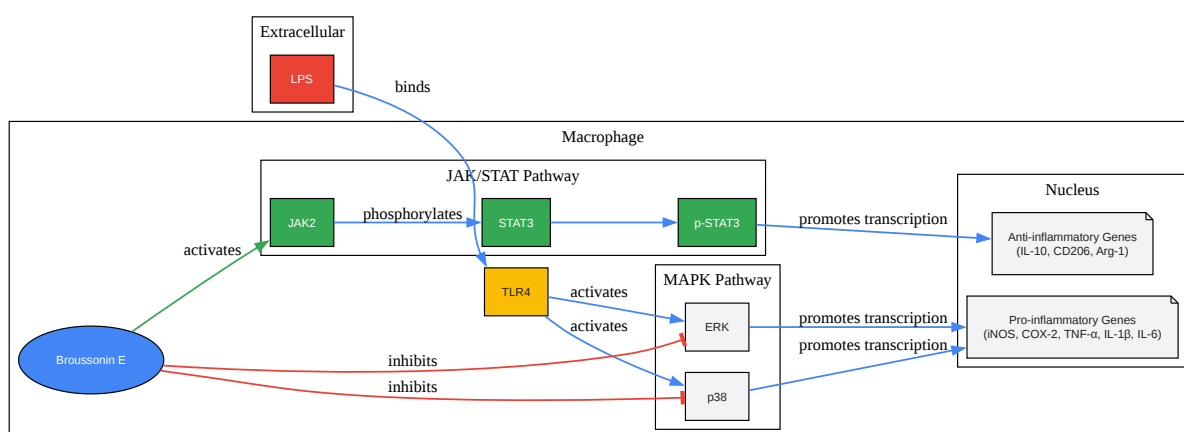 Extracellular
LPS
binds
Macrophage
JAK/STAT Pathway
JAK2
phosphorylates
STAT3
p-STAT3
promotes transcription
Nucleus
Anti-inflammatory Genes
(IL-10, CD206, Arg-1)
activates
TLR4
activates
activates
MAPK Pathway
ERK
promotes transcription
promotes transcription
Pro-inflammatory Genes
(iNOS, COX-2, TNF-α, IL-1β, IL-6)
Broussonin E
inhibits
inhibits
p38